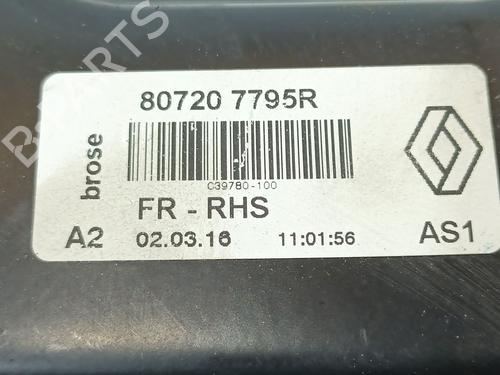 80720 7795R
brose
C39780-100
FR - RHS
A2 02.03.16 11:01:56 AS1